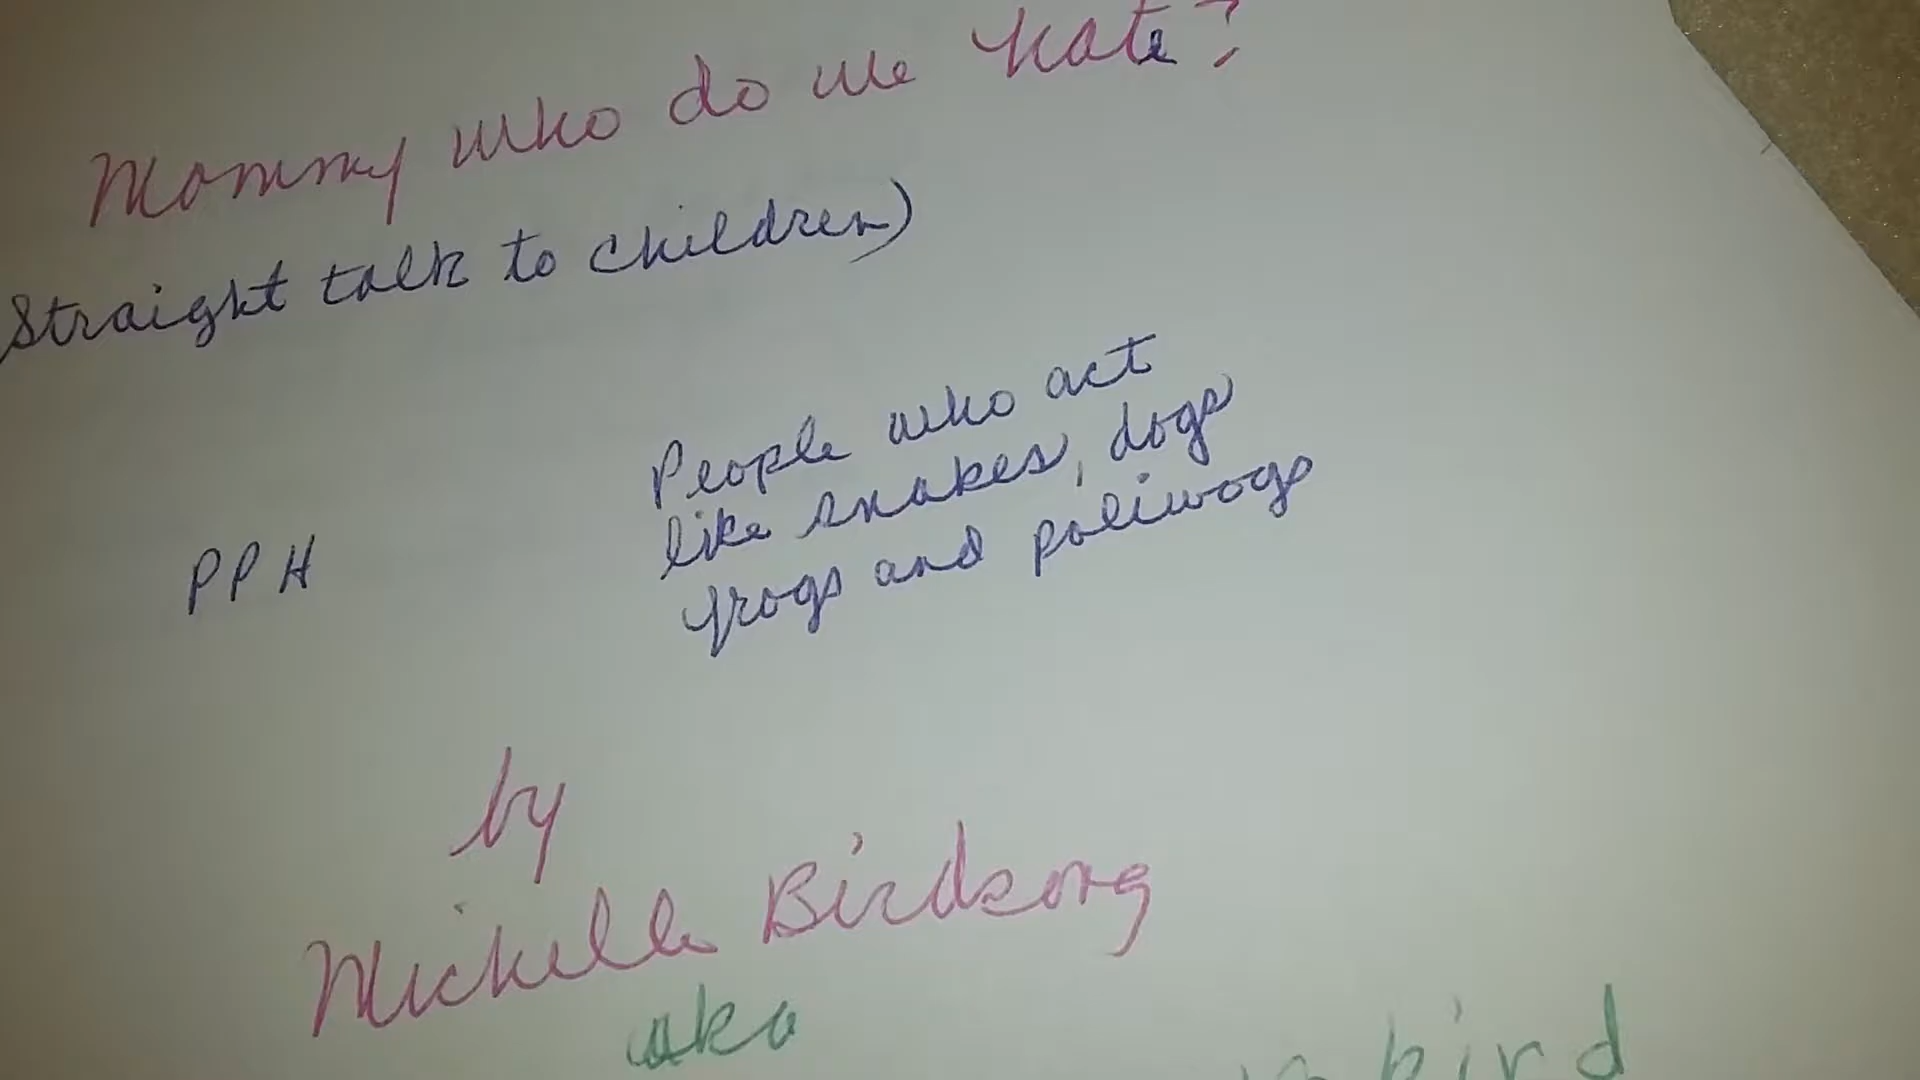 Mommy who do we hate?
Straight talk to children)
People who act
like snakes, dogs
PPH
frogs and poliwogs
by
Michelle Birdsong
aka
bird